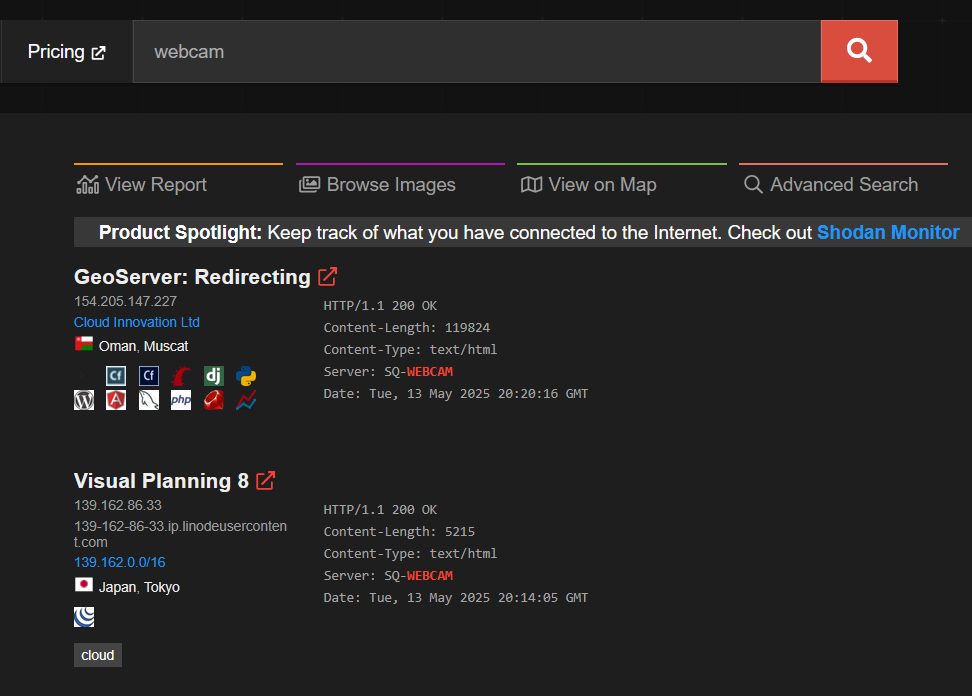 Pricing
webcam
View Report
Browse Images
View on Map
Advanced Search
Product Spotlight: Keep track of what you have connected to the Internet. Check out Shodan Monitor
GeoServer: Redirecting
154.205.147.227
Cloud Innovation Ltd
Oman, Muscat
Cf
Cf
dj
W
A
php
HTTP/1.1 200 OK
Content-Length: 119824
Content-Type: text/html
Server: SQ-WEBCAM
Date: Tue, 13 May 2025 20:20:16 GMT
Visual Planning 8
139.162.86.33
139-162-86-33.ip.linodeuserconten
t.com
139.162.0.0/16
Japan, Tokyo
cloud
HTTP/1.1 200 OK
Content-Length: 5215
Content-Type: text/html
Server: SQ-WEBCAM
Date: Tue, 13 May 2025 20:14:05 GMT